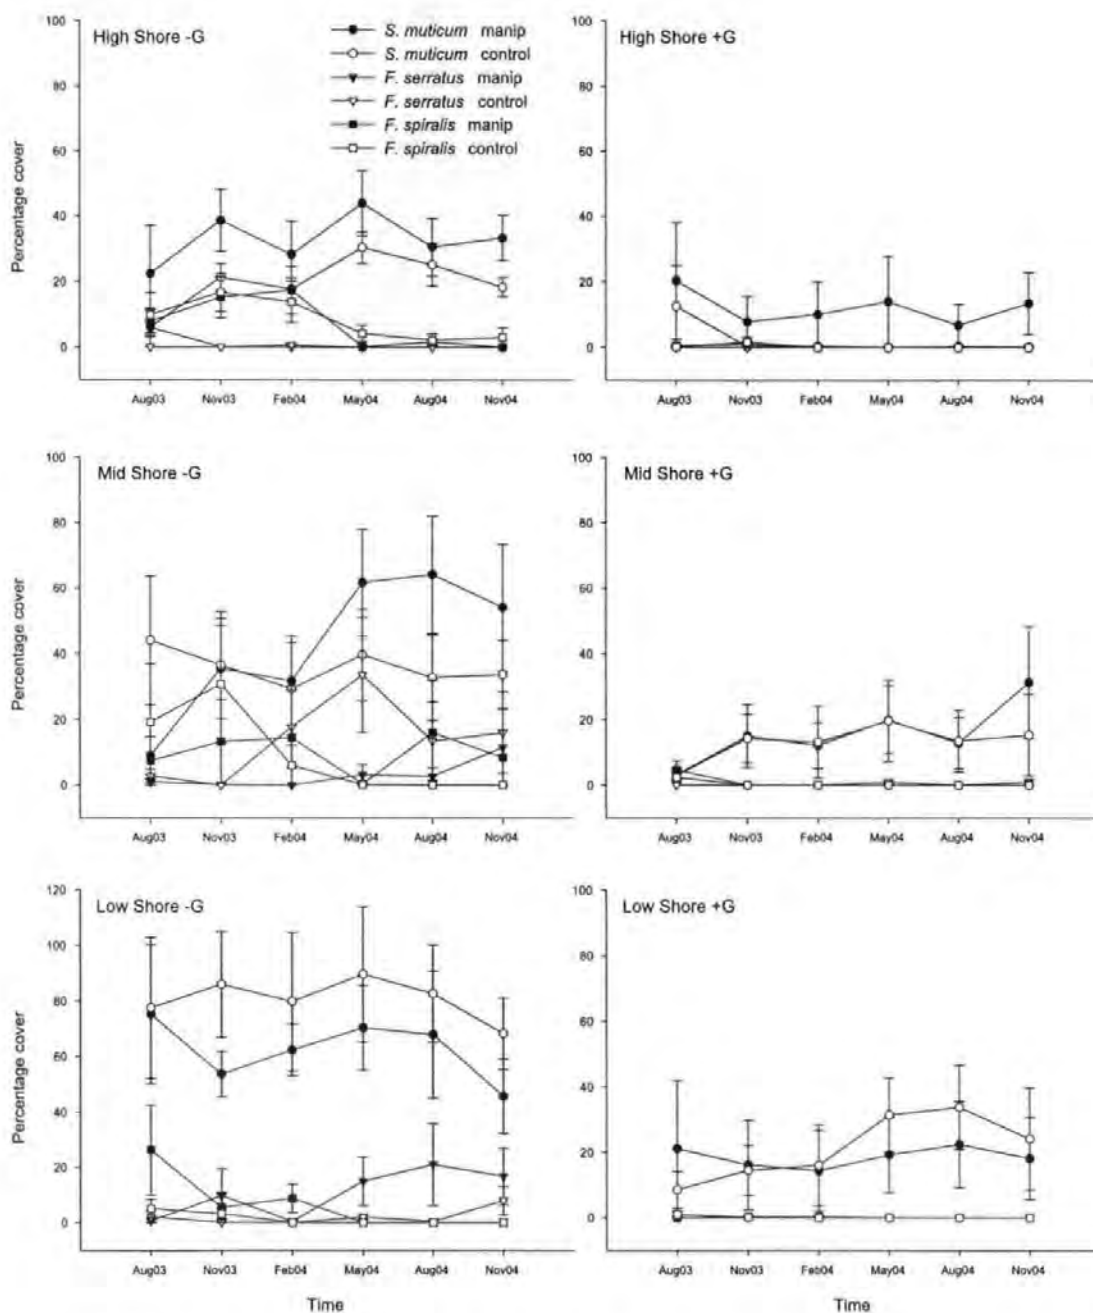 High Shore -G
S. muticum manip
S. muticum control
F. serratus manip
F. serratus control
F. spiralis manip
F. spiralis control
Percentage cover
100
80
60
40
20
0
Aug03 Nov03 Feb04 May04 Aug04 Nov04
High Shore +G
100
80
60
40
20
0
Aug03 Nov03 Feb04 May04 Aug04 Nov04
Mid Shore -G
Percentage cover
100
80
60
40
20
0
Aug03 Nov03 Feb04 May04 Aug04 Nov04
Mid Shore +G
100
80
60
40
20
0
Aug03 Nov03 Feb04 May04 Aug04 Nov04
Low Shore -G
Percentage cover
120
100
80
60
40
20
0
Aug03 Nov03 Feb04 May04 Aug04 Nov04
Time
Low Shore +G
100
80
60
40
20
0
Aug03 Nov03 Feb04 May04 Aug04 Nov04
Time